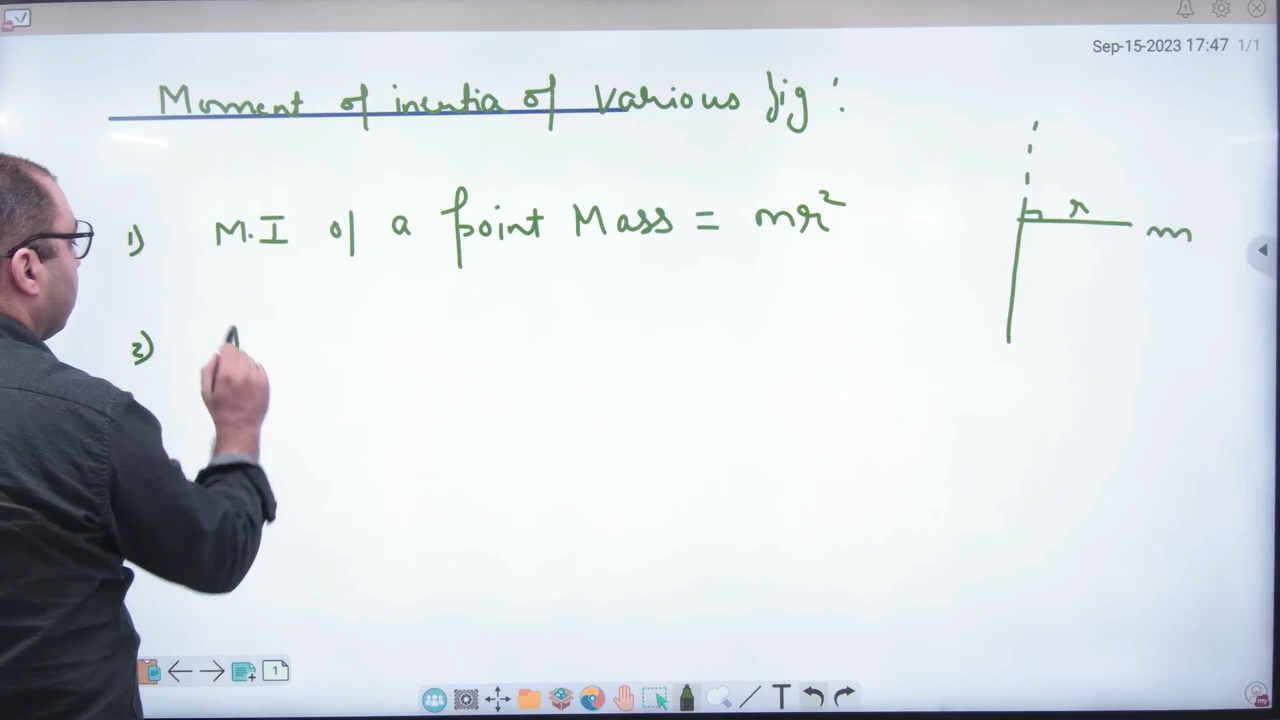 Sep-15-2023 17:47 1/1
Moment of inertia of Various fig:
1) M.I of a point Mass = mr²
r
m
2)
1
T